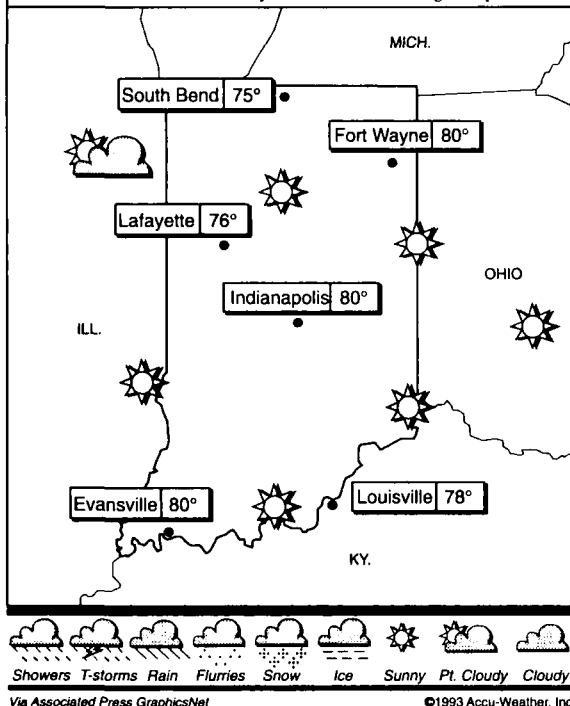 MICH.
South Bend 75°
Fort Wayne 80°
Lafayette 76°
OHIO
Indianapolis 80°
ILL.
Evansville 80°
Louisville 78°
KY.
Showers T-storms Rain Flurries Snow Ice Sunny Pt. Cloudy Cloudy
Via Associated Press GraphicsNet ©1993 Accu-Weather, Inc.